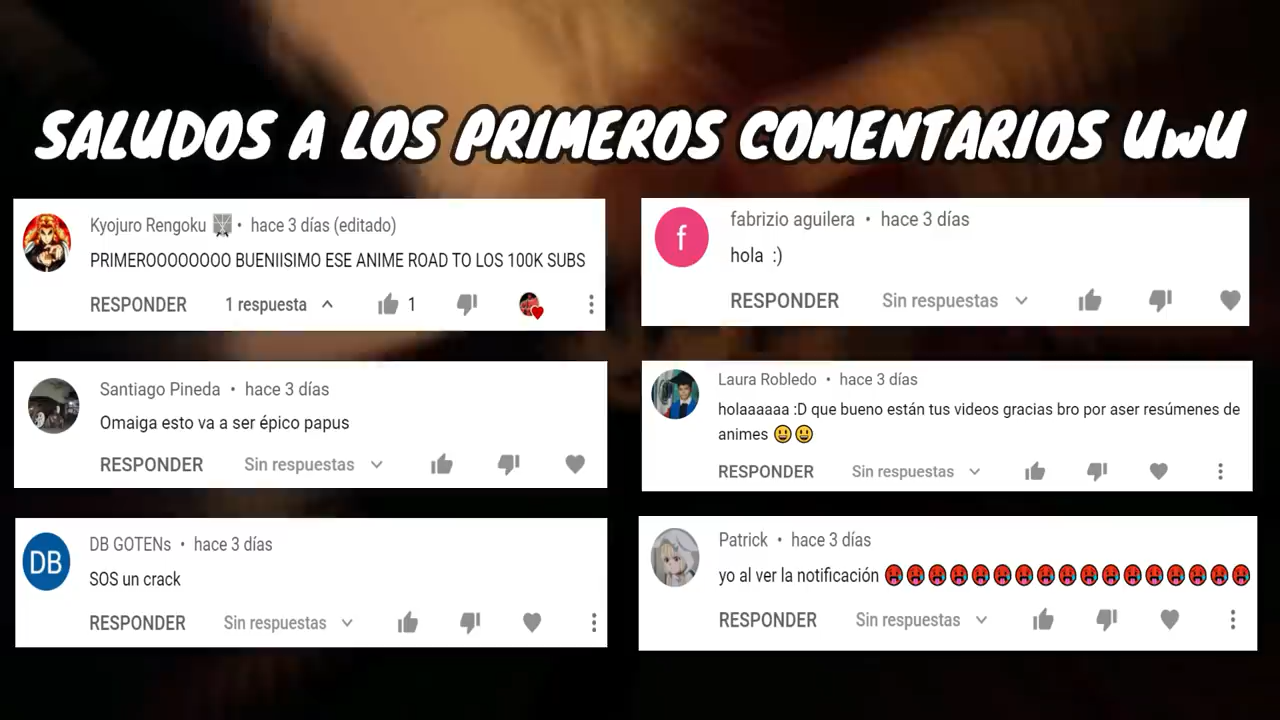 SALUDOS A LOS PRIMEROS COMENTARIOS UwU
Kyojuro Rengoku • hace 3 días (editado)
PRIMEROOOOOOOO BUENIISIMO ESE ANIME ROAD TO LOS 100K SUBS
RESPONDER 1 respuesta 1
fabrizio aguilera • hace 3 días
f
hola :)
RESPONDER Sin respuestas
Santiago Pineda • hace 3 días
Omaiga esto va a ser épico papus
RESPONDER Sin respuestas
Laura Robledo • hace 3 días
holaaaaaa :D que bueno están tus videos gracias bro por aser resúmenes de
animes 😀😀
RESPONDER Sin respuestas
DB GOTENs • hace 3 días
DB
SOS un crack
RESPONDER Sin respuestas
Patrick • hace 3 días
yo al ver la notificación 🥵🥵🥵🥵🥵🥵🥵🥵🥵🥵🥵🥵🥵🥵🥵🥵🥵
RESPONDER Sin respuestas